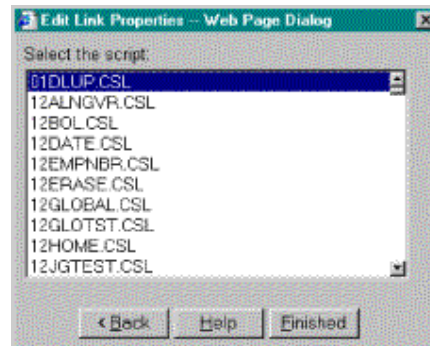 Edit Link Properties -- Web Page Dialog
Select the script:
01DLUP.CSL
12ALNGVR.CSL
12BOL.CSL
12DATE.CSL
12EMPNBR.CSL
12ERASE.CSL
12GLOBAL.CSL
12GLOTST.CSL
12HOME.CSL
12JGTEST.CSL
< Back Help Finished